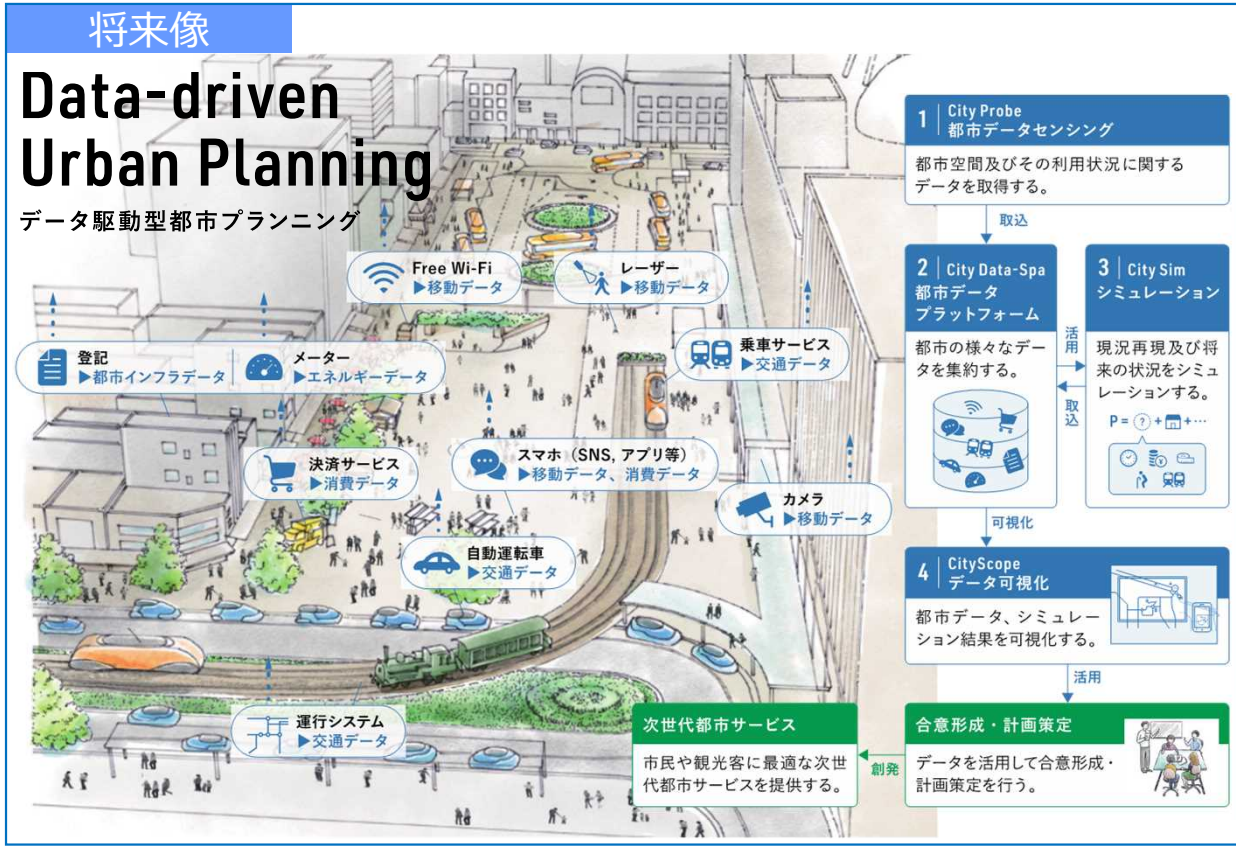 将来像
Data-driven
Urban Planning
データ駆動型都市プランニング
Free Wi-Fi
▶移動データ
レーザー
▶移動データ
登記
▶都市インフラデータ
メーター
▶エネルギーデータ
乗車サービス
▶交通データ
決済サービス
▶消費データ
スマホ（SNS, アプリ等）
▶移動データ、消費データ
カメラ
▶移動データ
自動運転車
▶交通データ
運行システム
▶交通データ
1 City Probe
都市データセンシング
都市空間及びその利用状況に関する
データを取得する。
取込
2 City Data-Spa
都市データ
プラットフォーム
都市の様々なデー
タを集約する。
活用
取込
3 City Sim
シミュレーション
現況再現及び将
来の状況をシミュ
レーションする。
P = ? + + …
可視化
4 CityScope
データ可視化
都市データ、シミュレー
ション結果を可視化する。
活用
合意形成・計画策定
データを活用して合意形成・
計画策定を行う。
創発
次世代都市サービス
市民や観光客に最適な次世
代都市サービスを提供する。